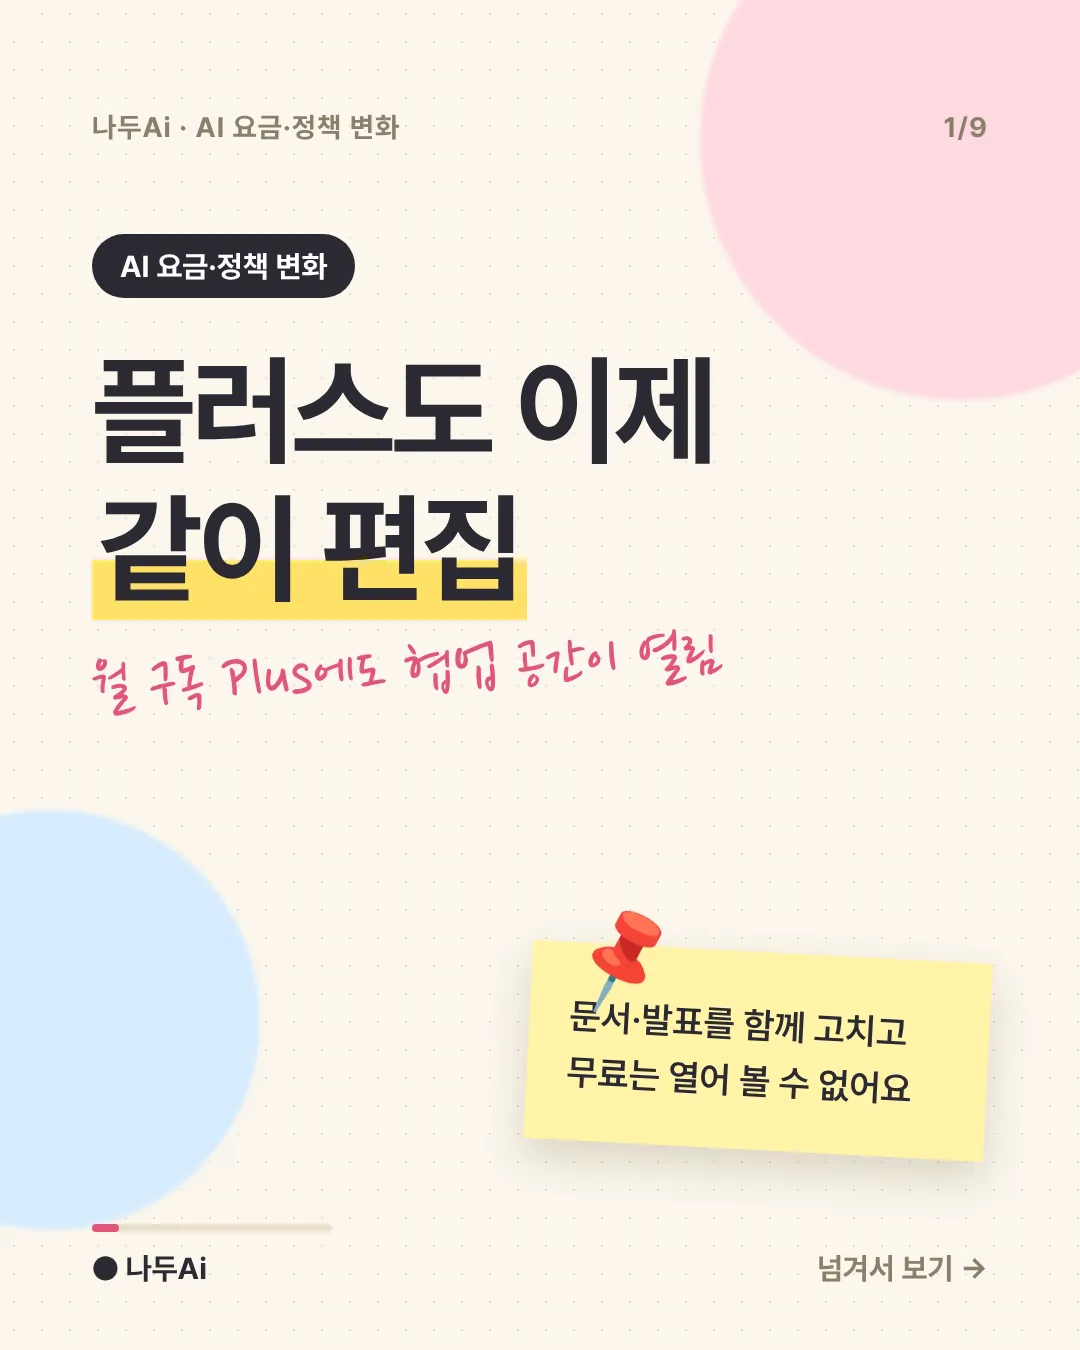 나두Ai · AI 요금·정책 변화
1/9
AI 요금·정책 변화
플러스도 이제
같이 편집
월 구독 Plus에도 협업 공간이 열림
문서·발표를 함께 고치고
무료는 열어 볼 수 없어요
나두Ai
넘겨서 보기 →